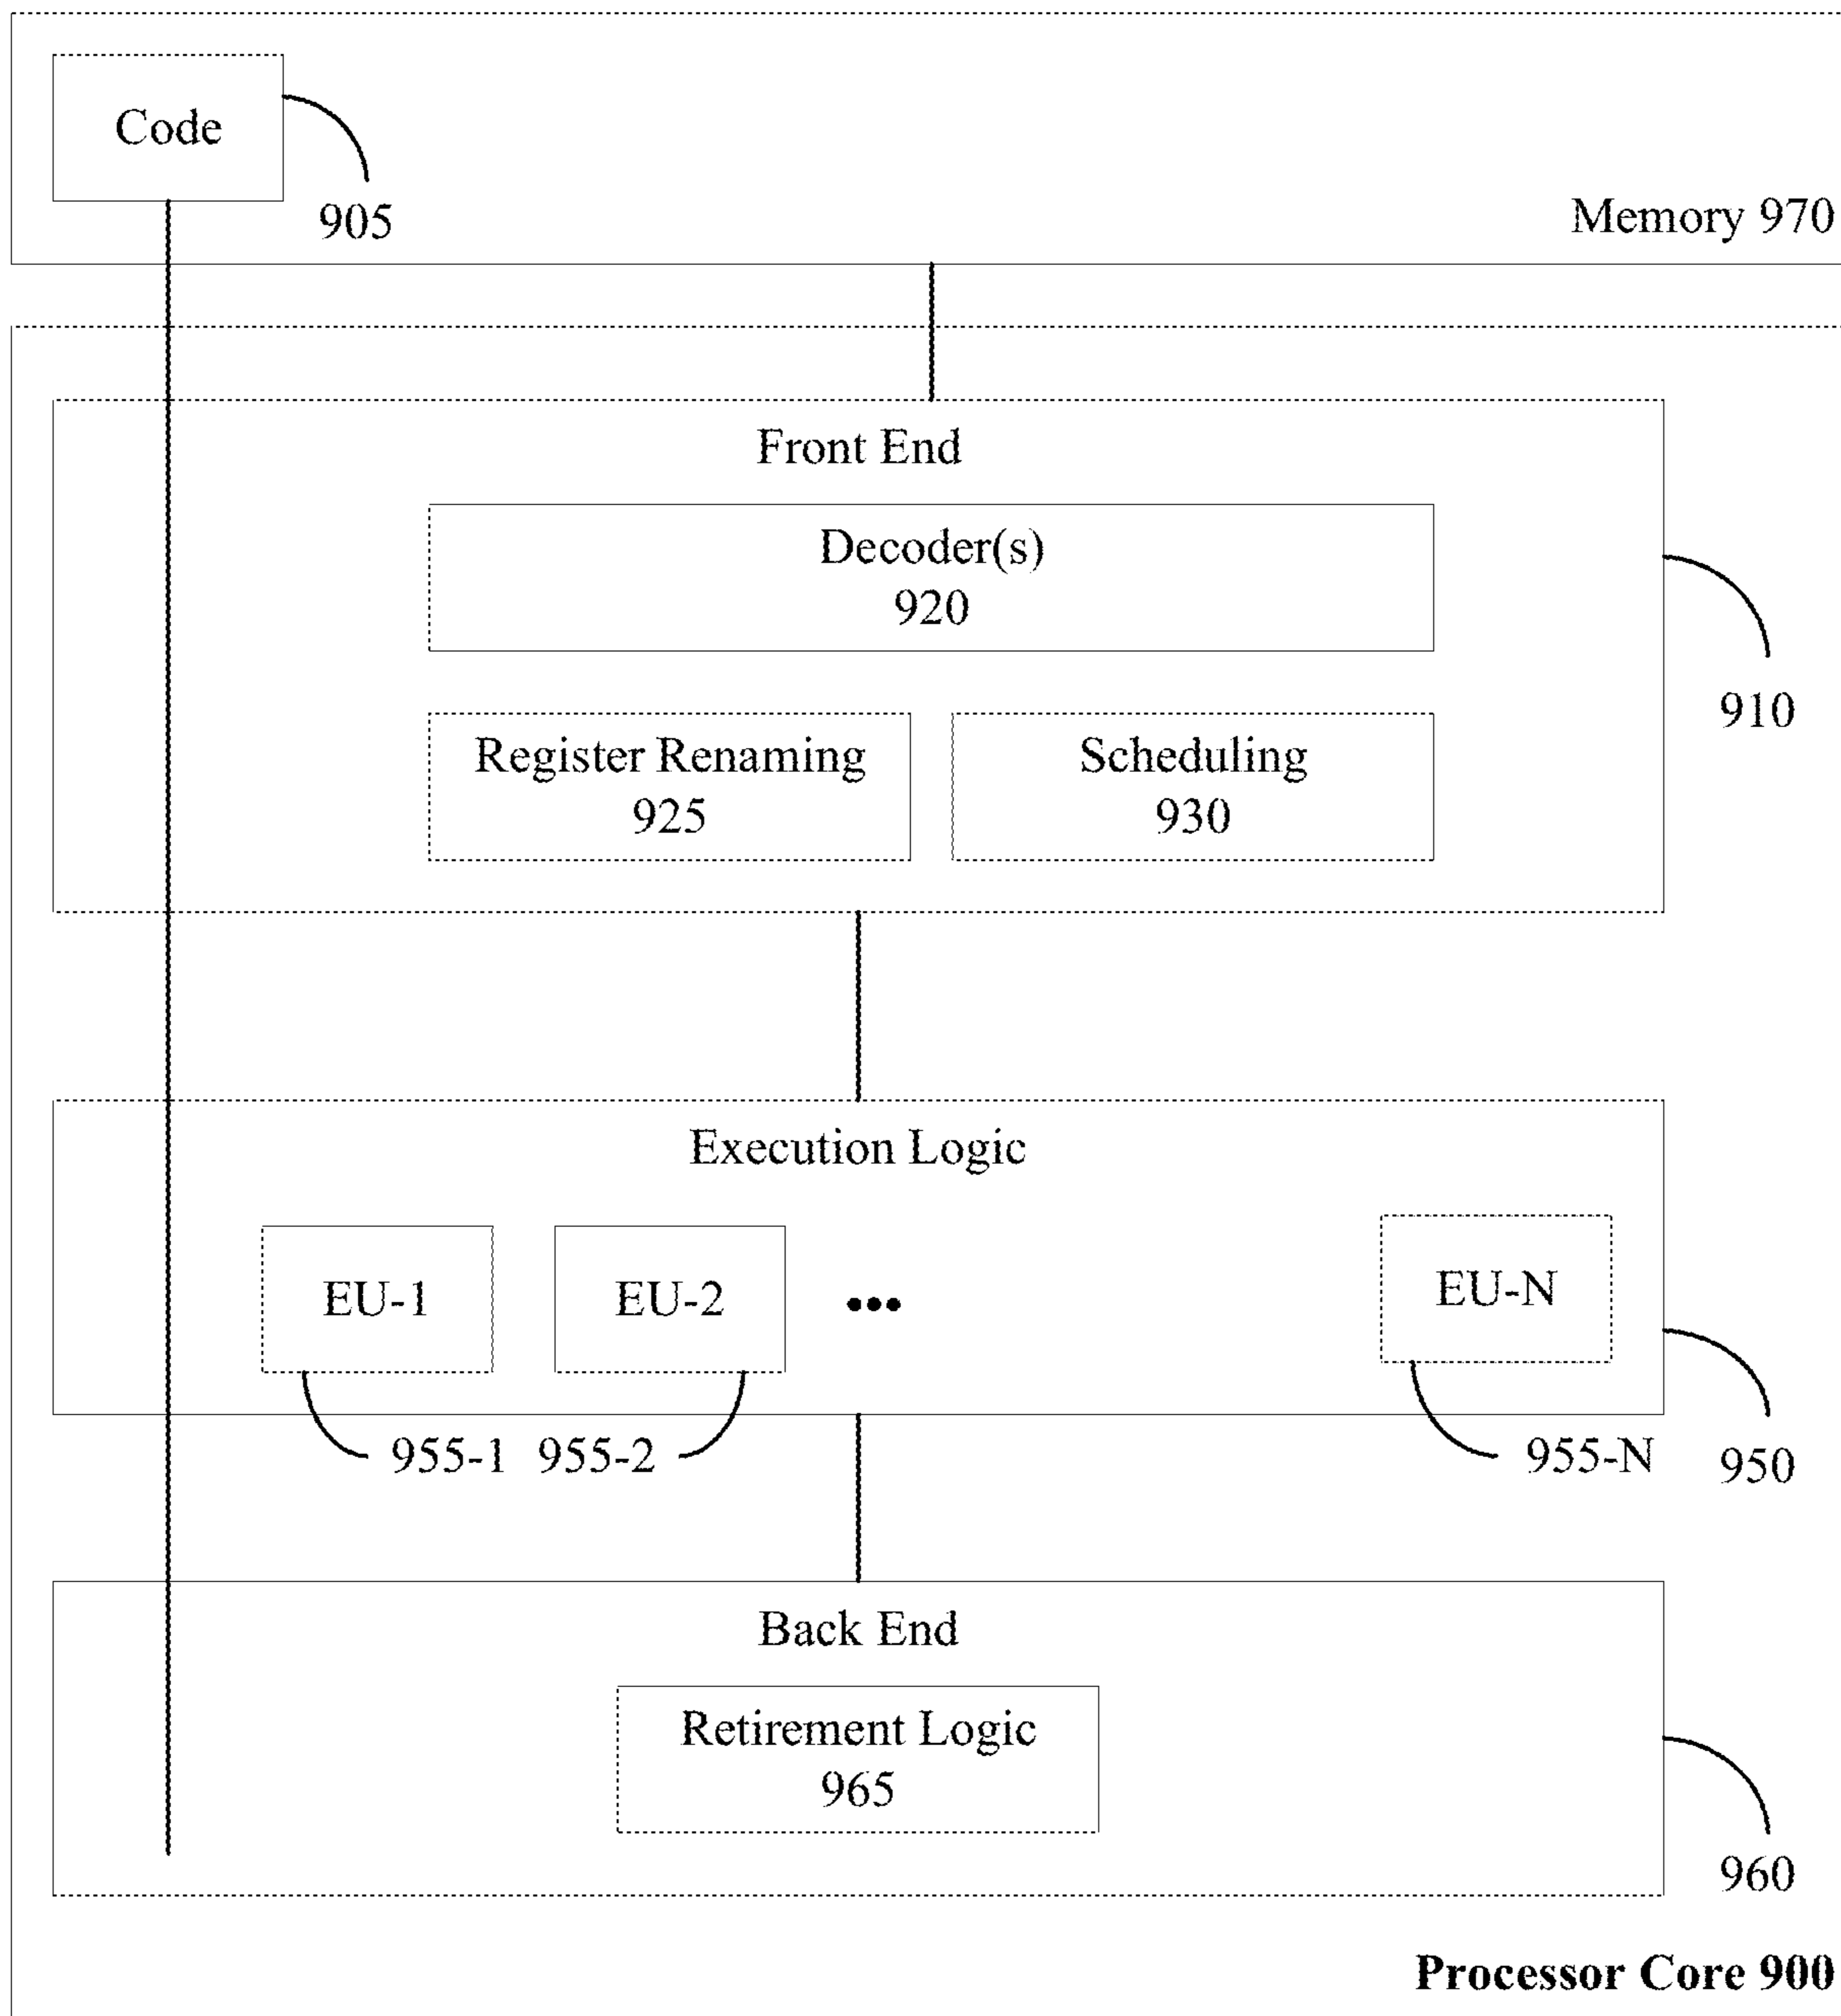 Code
905
Memory 970
Front End
Decoder(s)
920
910
Register Renaming
925
Scheduling
930
Execution Logic
EU-1
EU-2
•••
EU-N
955-1
955-2
955-N
950
Back End
Retirement Logic
965
960
Processor Core 900